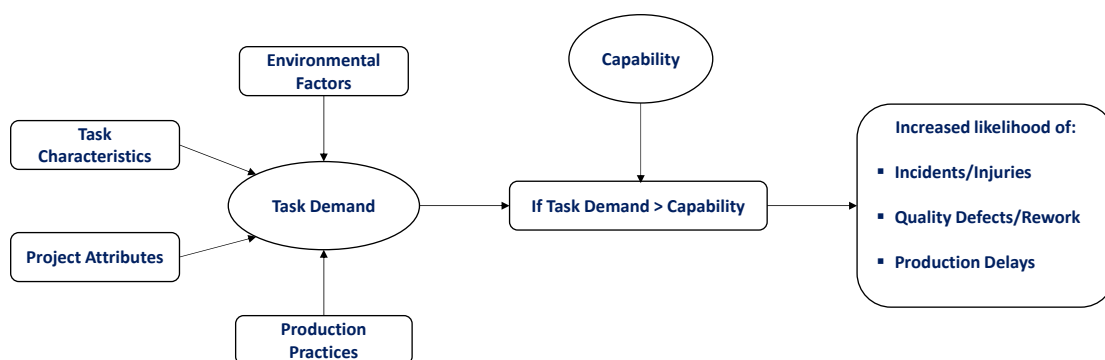 Environmental
Factors
Capability
Task
Characteristics
Increased likelihood of:
▪ Incidents/Injuries
Task Demand
If Task Demand > Capability
▪ Quality Defects/Rework
Project Attributes
▪ Production Delays
Production
Practices